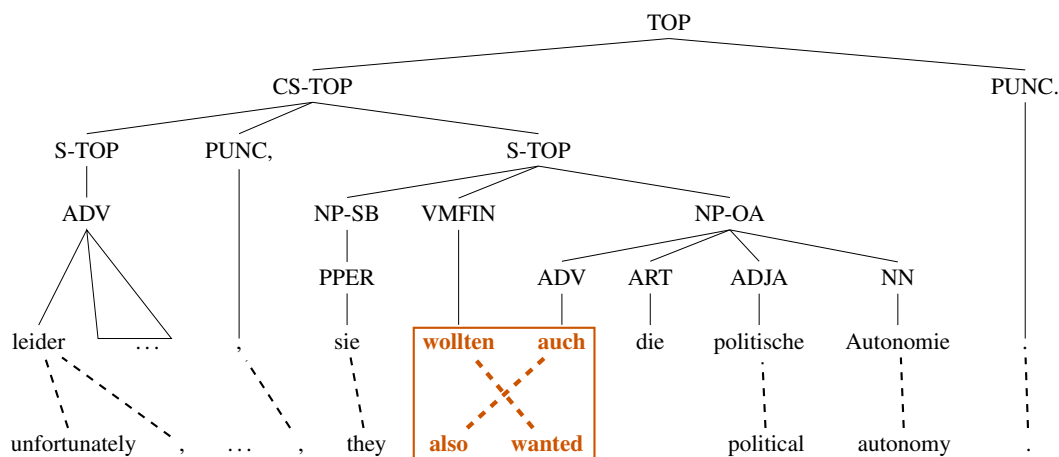 TOP
CS-TOP PUNC.
S-TOP PUNC, S-TOP
ADV NP-SB VMFIN NP-OA
PPER ADV ART ADJA NN
leider ... , sie wollten auch die politische Autonomie .
unfortunately , ... , they also wanted political autonomy .